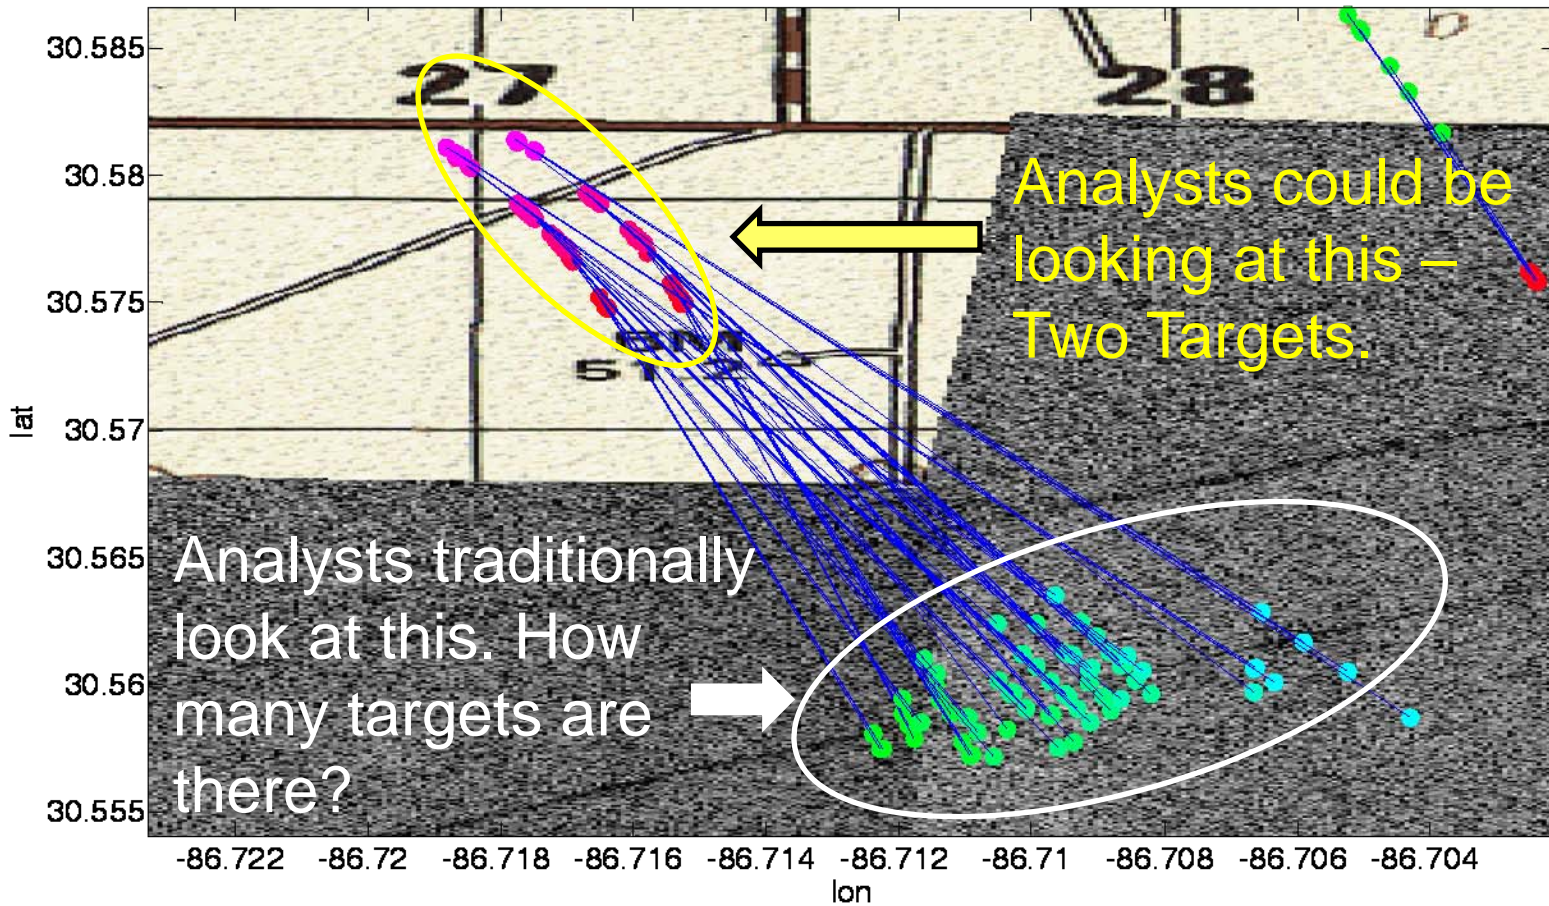 30.585
30.58
30.575
30.57
30.565
30.56
30.555
lat
27
28
Analysts could be
looking at this –
Two Targets.
BM
Analysts traditionally
look at this. How
many targets are
there?
-86.722 -86.72 -86.718 -86.716 -86.714 -86.712 -86.71 -86.708 -86.706 -86.704
lon